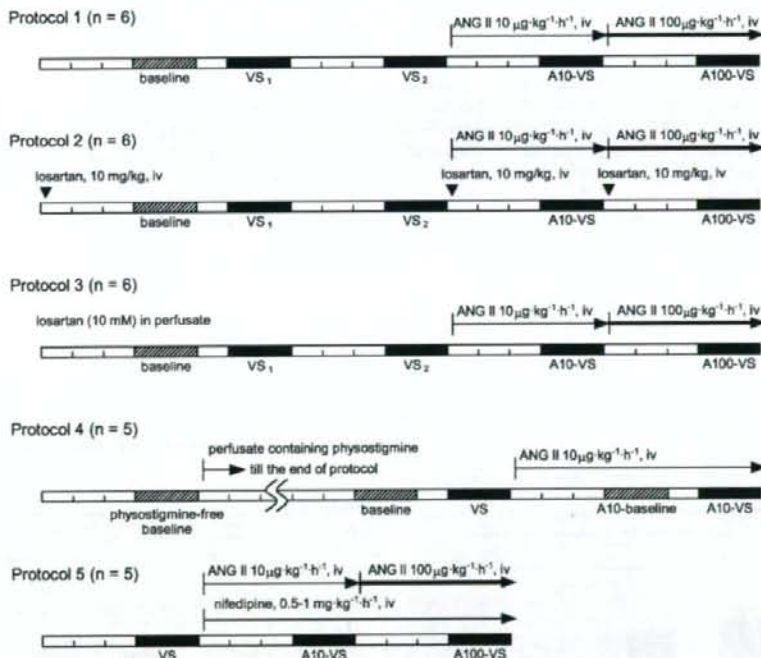 Protocol 1 (n = 6)
ANG II 10 µg·kg⁻¹·h⁻¹, iv ANG II 100µg·kg⁻¹·h⁻¹, iv
baseline VS₁ VS₂ A10-VS A100-VS
Protocol 2 (n = 6)
ANG II 10µg·kg⁻¹·h⁻¹, iv ANG II 100µg·kg⁻¹·h⁻¹, iv
losartan, 10 mg/kg, iv losartan, 10 mg/kg, iv losartan, 10 mg/kg, iv
baseline VS₁ VS₂ A10-VS A100-VS
Protocol 3 (n = 6)
ANG II 10µg·kg⁻¹·h⁻¹, iv ANG II 100µg·kg⁻¹·h⁻¹, iv
losartan (10 mM) in perfusate
baseline VS₁ VS₂ A10-VS A100-VS
Protocol 4 (n = 5)
perfusate containing physostigmine
till the end of protocol
ANG II 10µg·kg⁻¹·h⁻¹, iv
physostigmine-free
baseline
baseline VS A10-baseline A10-VS
Protocol 5 (n = 5)
ANG II 10µg·kg⁻¹·h⁻¹, iv ANG II 100µg·kg⁻¹·h⁻¹, iv
nifedipine, 0.5-1 mg·kg⁻¹·h⁻¹, iv
VS A10-VS A100-VS